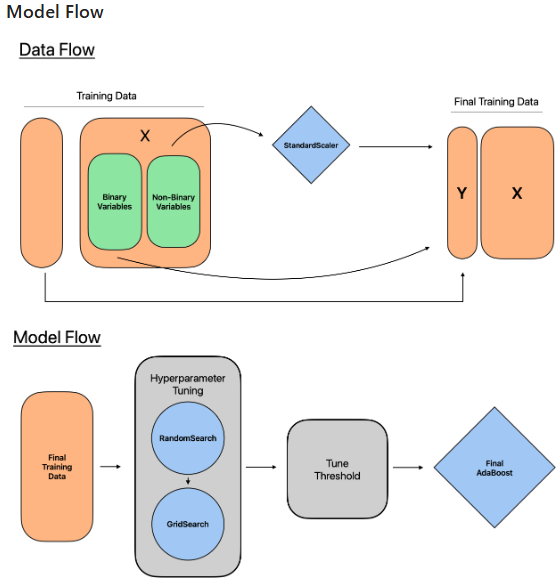 Model Flow
Data Flow
Training Data
Final Training Data
X
StandardScaler
Binary
Variables
Non-Binary
Variables
Y
X
Model Flow
Hyperparameter
Tuning
RandomSearch
Final
Training
Data
Tune
Threshold
Final
AdaBoost
GridSearch